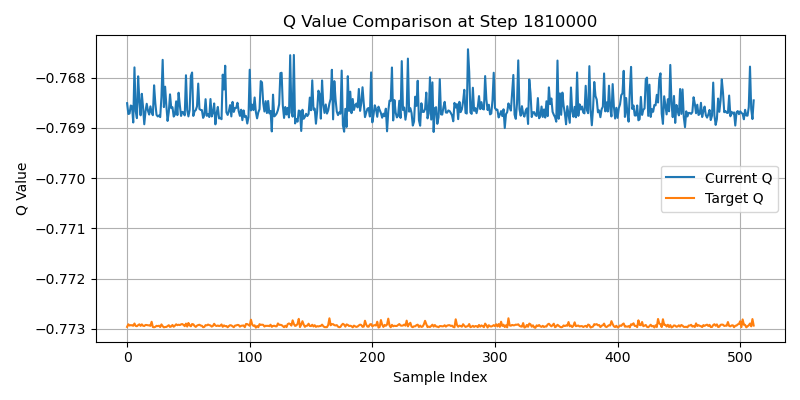 Q Value Comparison at Step 1810000
Q Value
−0.768
−0.769
−0.770
−0.771
−0.772
−0.773
Current Q
Target Q
0
100
200
300
400
500
Sample Index